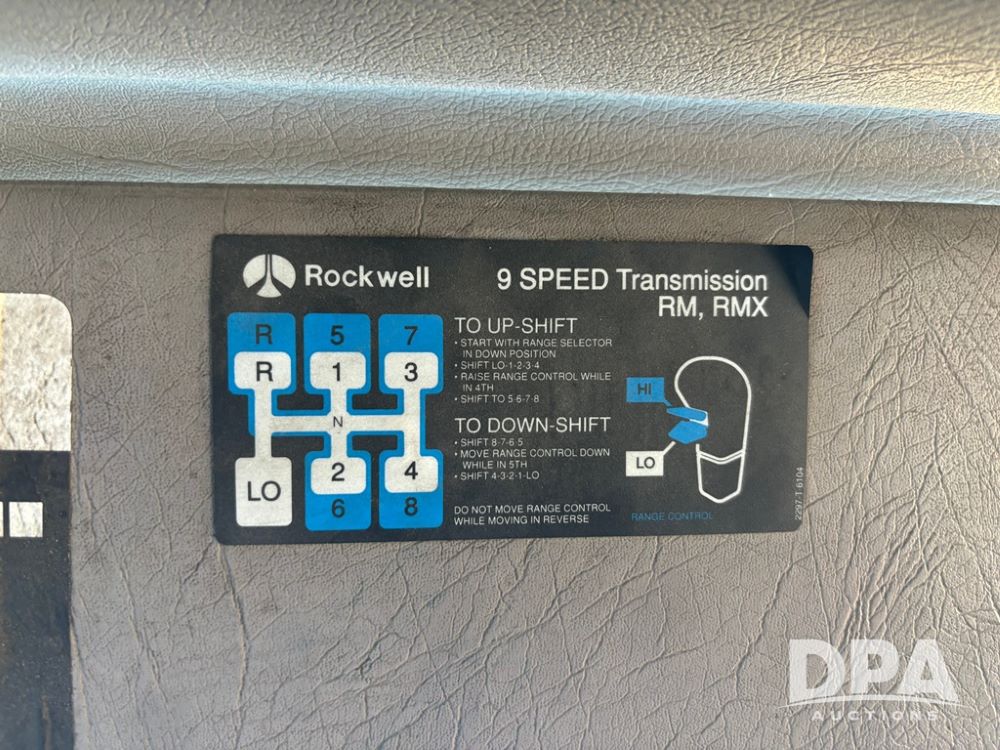 Rockwell
9 SPEED Transmission
RM, RMX
R 5 7
R 1 3
N
2 4
LO
6 8
TO UP-SHIFT
• START WITH RANGE SELECTOR
IN DOWN POSITION
• SHIFT LO-1-2-3-4
• RAISE RANGE CONTROL WHILE
IN 4TH
• SHIFT TO 5-6-7-8
TO DOWN-SHIFT
• SHIFT 8-7-6-5
• MOVE RANGE CONTROL DOWN
WHILE IN 5TH
• SHIFT 4-3-2-1-LO
DO NOT MOVE RANGE CONTROL
WHILE MOVING IN REVERSE
HI
LO
RANGE CONTROL
2297-T 6104
DPA
AUCTIONS